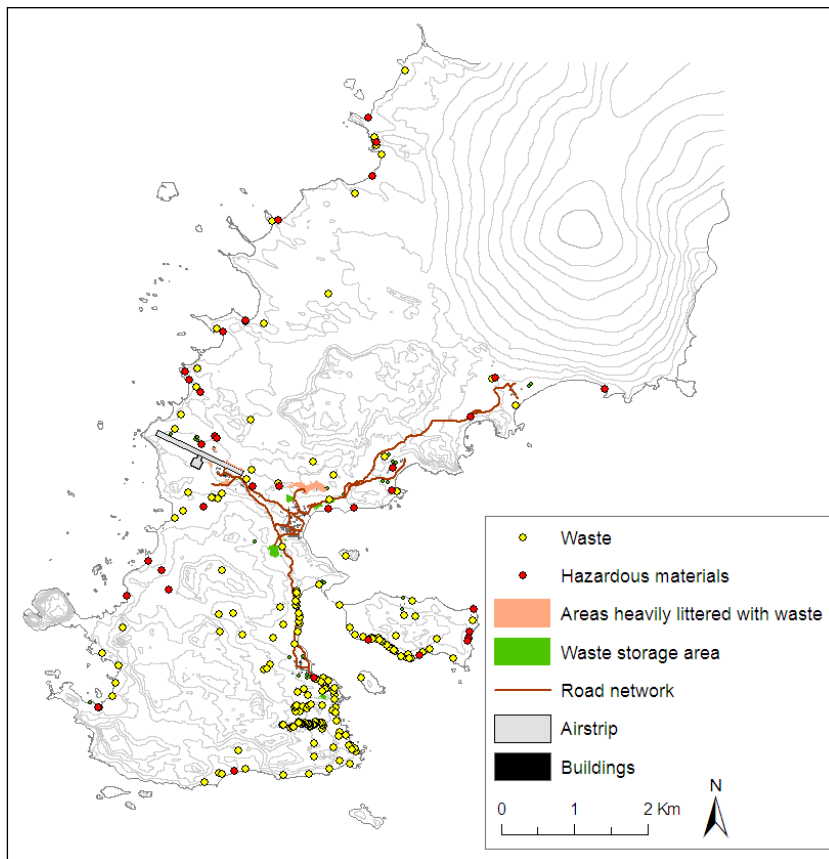 Waste
Hazardous materials
Areas heavily littered with waste
Waste storage area
Road network
Airstrip
Buildings
N
0 1 2 Km